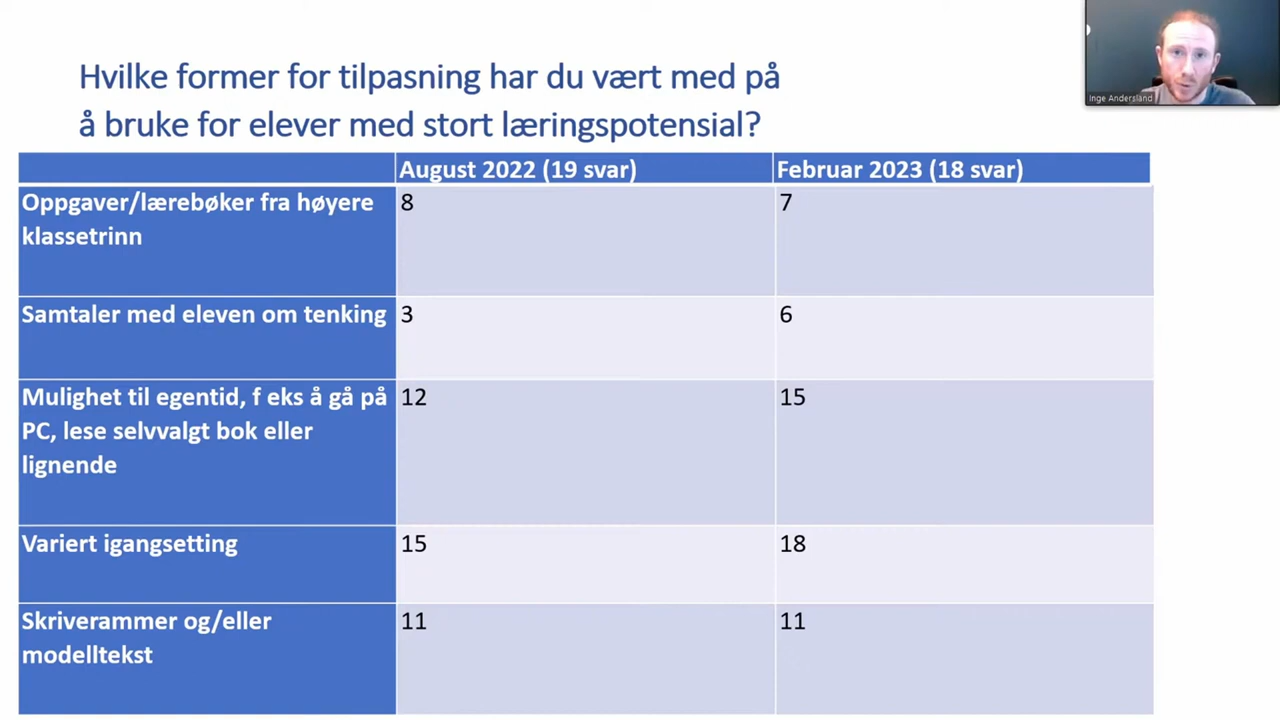 Hvilke former for tilpasning har du vært med på
å bruke for elever med stort læringspotensial?
Inge Andersland
August 2022 (19 svar) Februar 2023 (18 svar)
Oppgaver/lærebøker fra høyere 8 7
klassetrinn
Samtaler med eleven om tenking 3 6
Mulighet til egentid, f eks å gå på 12 15
PC, lese selvvalgt bok eller
lignende
Variert igangsetting 15 18
Skriverammer og/eller 11 11
modelltekst